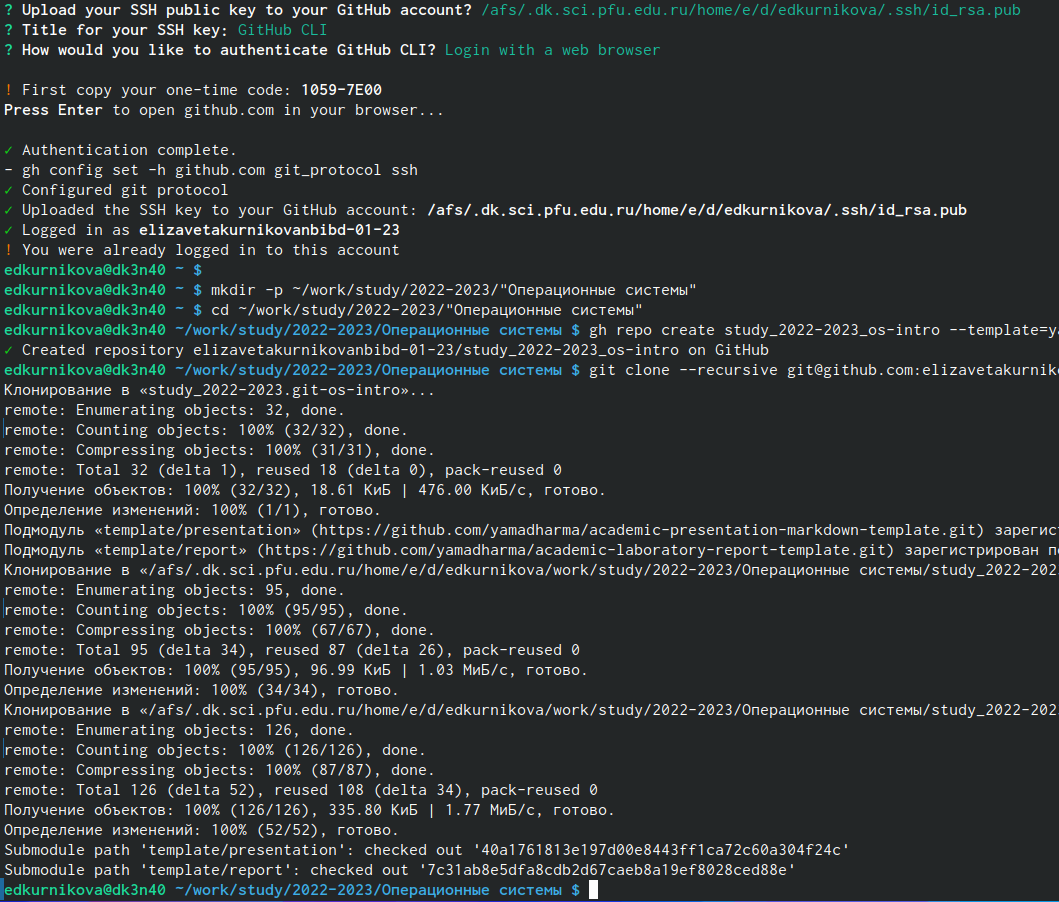 ? Upload your SSH public key to your GitHub account? /afs/.dk.sci.pfu.edu.ru/home/e/d/edkurnikova/.ssh/id_rsa.pub
? Title for your SSH key: GitHub CLI
? How would you like to authenticate GitHub CLI? Login with a web browser
! First copy your one-time code: 1059-7E00
Press Enter to open github.com in your browser...
✓ Authentication complete.
- gh config set -h github.com git_protocol ssh
✓ Configured git protocol
✓ Uploaded the SSH key to your GitHub account: /afs/.dk.sci.pfu.edu.ru/home/e/d/edkurnikova/.ssh/id_rsa.pub
✓ Logged in as elizavetakurnikovanbibd-01-23
! You were already logged in to this account
edkurnikova@dk3n40 ~ $
edkurnikova@dk3n40 ~ $ mkdir -p ~/work/study/2022-2023/"Операционные системы"
edkurnikova@dk3n40 ~ $ cd ~/work/study/2022-2023/"Операционные системы"
edkurnikova@dk3n40 ~/work/study/2022-2023/Операционные системы $ gh repo create study_2022-2023_os-intro --template=y
✓ Created repository elizavetakurnikovanbibd-01-23/study_2022-2023_os-intro on GitHub
edkurnikova@dk3n40 ~/work/study/2022-2023/Операционные системы $ git clone --recursive git@github.com:elizavetakurnik
Клонирование в «study_2022-2023.git-os-intro»...
remote: Enumerating objects: 32, done.
remote: Counting objects: 100% (32/32), done.
remote: Compressing objects: 100% (31/31), done.
remote: Total 32 (delta 1), reused 18 (delta 0), pack-reused 0
Получение объектов: 100% (32/32), 18.61 КиБ | 476.00 КиБ/с, готово.
Определение изменений: 100% (1/1), готово.
Подмодуль «template/presentation» (https://github.com/yamadharma/academic-presentation-markdown-template.git) зарегис
Подмодуль «template/report» (https://github.com/yamadharma/academic-laboratory-report-template.git) зарегистрирован п
Клонирование в «/afs/.dk.sci.pfu.edu.ru/home/e/d/edkurnikova/work/study/2022-2023/Операционные системы/study_2022-202
remote: Enumerating objects: 95, done.
remote: Counting objects: 100% (95/95), done.
remote: Compressing objects: 100% (67/67), done.
remote: Total 95 (delta 34), reused 87 (delta 26), pack-reused 0
Получение объектов: 100% (95/95), 96.99 КиБ | 1.03 МиБ/с, готово.
Определение изменений: 100% (34/34), готово.
Клонирование в «/afs/.dk.sci.pfu.edu.ru/home/e/d/edkurnikova/work/study/2022-2023/Операционные системы/study_2022-202
remote: Enumerating objects: 126, done.
remote: Counting objects: 100% (126/126), done.
remote: Compressing objects: 100% (87/87), done.
remote: Total 126 (delta 52), reused 108 (delta 34), pack-reused 0
Получение объектов: 100% (126/126), 335.80 КиБ | 1.77 МиБ/с, готово.
Определение изменений: 100% (52/52), готово.
Submodule path 'template/presentation': checked out '40a1761813e197d00e8443ff1ca72c60a304f24c'
Submodule path 'template/report': checked out '7c31ab8e5dfa8cdb2d67caeb8a19ef8028ced88e'
edkurnikova@dk3n40 ~/work/study/2022-2023/Операционные системы $